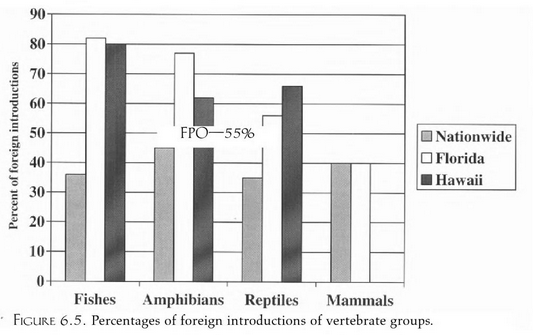 90
80
70
60
50
40
30
20
10
0
Percent of foreign introductions
FPO—55%
Nationwide
Florida
Hawaii
Fishes Amphibians Reptiles Mammals
FIGURE 6.5. Percentages of foreign introductions of vertebrate groups.